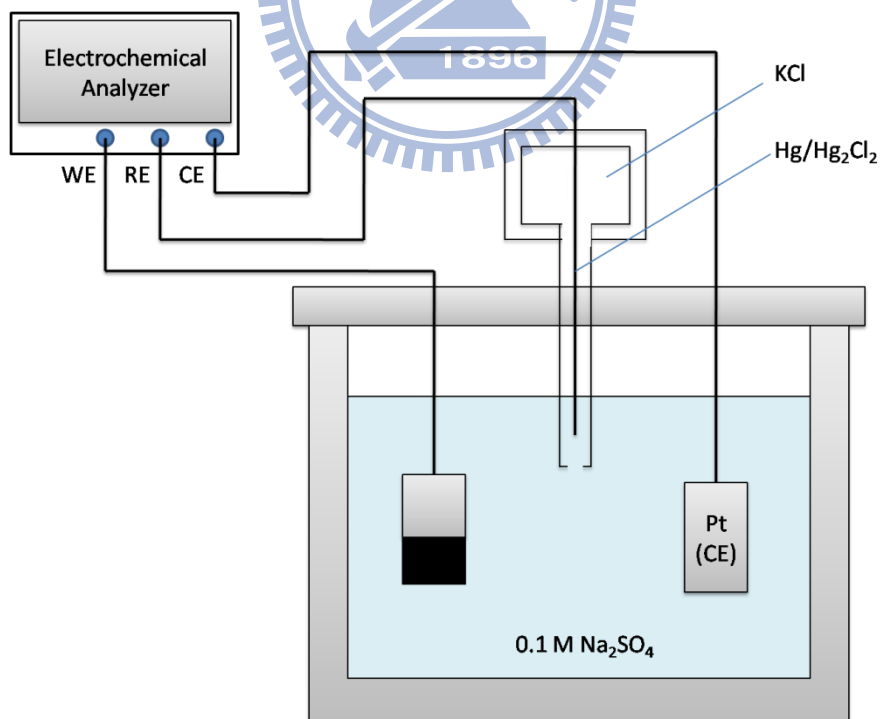 1896
Electrochemical
Analyzer
WE RE CE
KCl
Hg/Hg₂Cl₂
Pt
(CE)
0.1 M Na₂SO₄